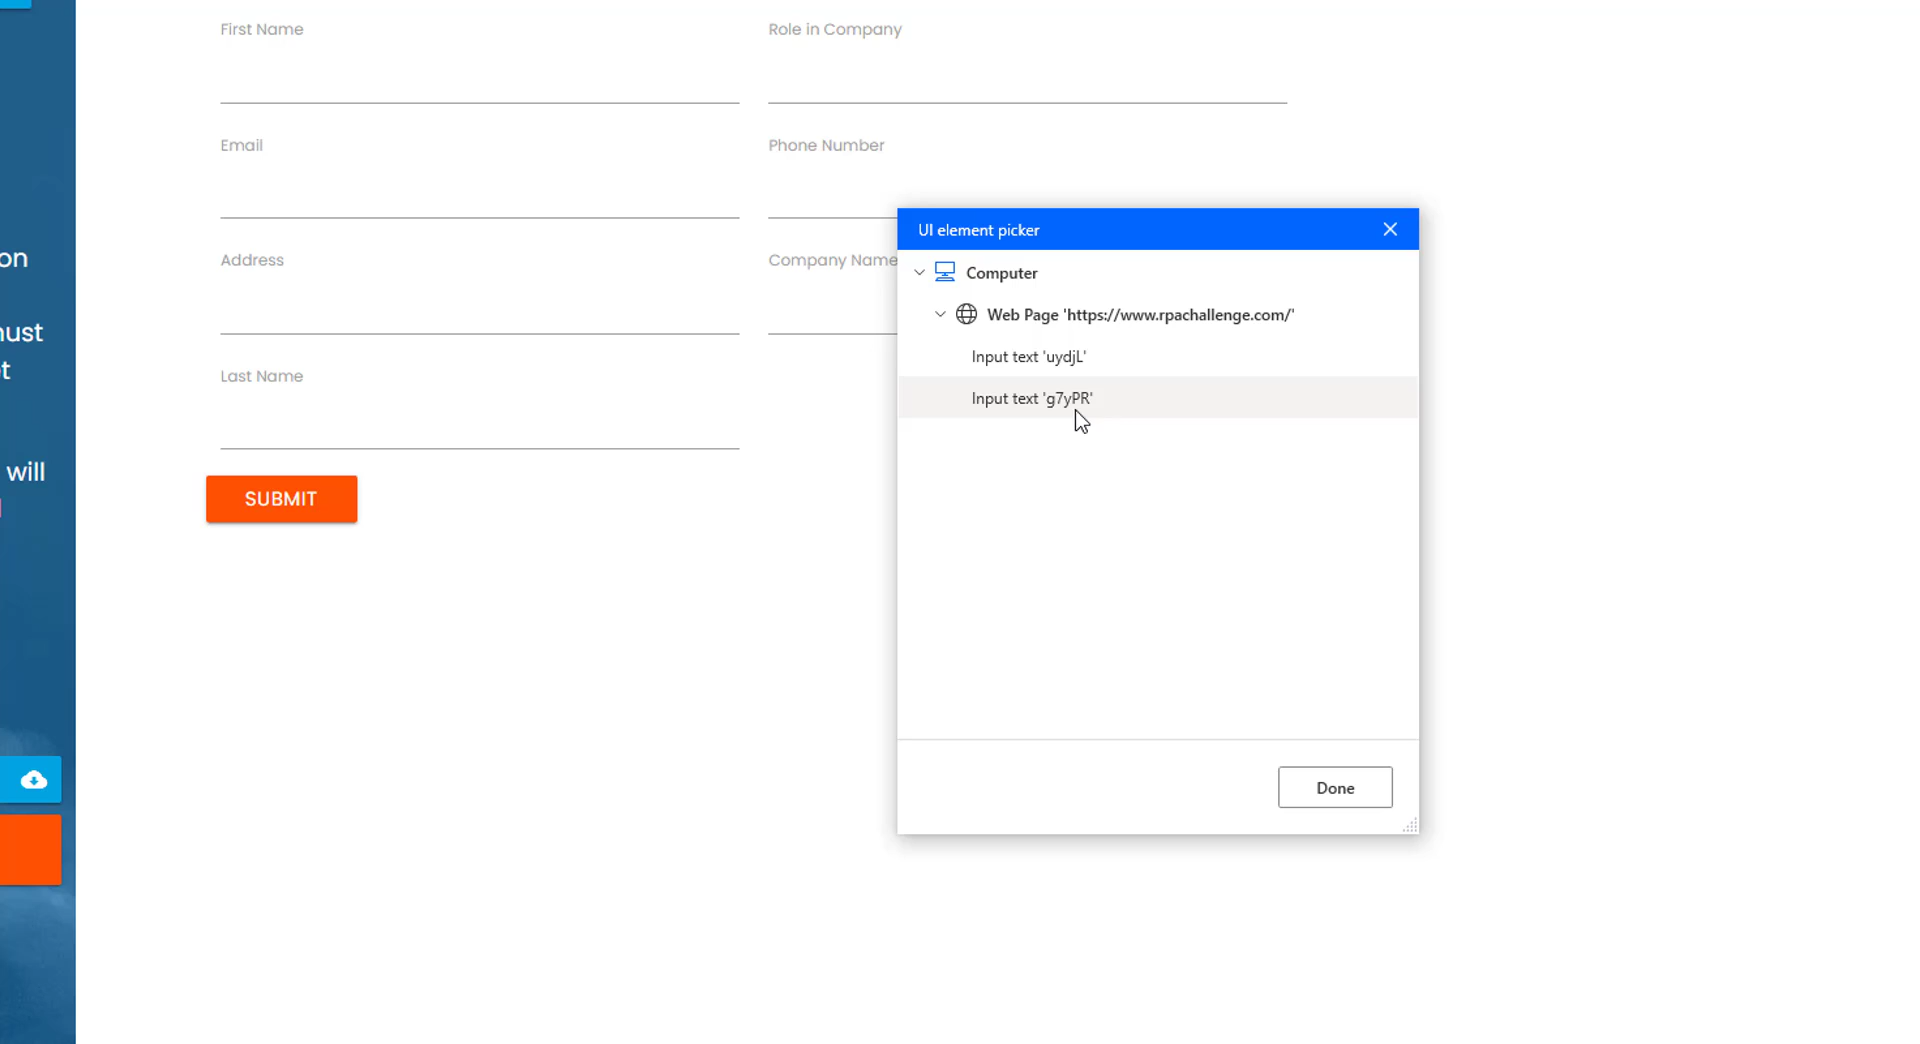 First Name
Role in Company
Email
Phone Number
Address
Company Name
Last Name
SUBMIT
on
nust
t
will
UI element picker
Computer
Web Page 'https://www.rpachallenge.com/'
Input text 'uydjL'
Input text 'g7yPR'
Done